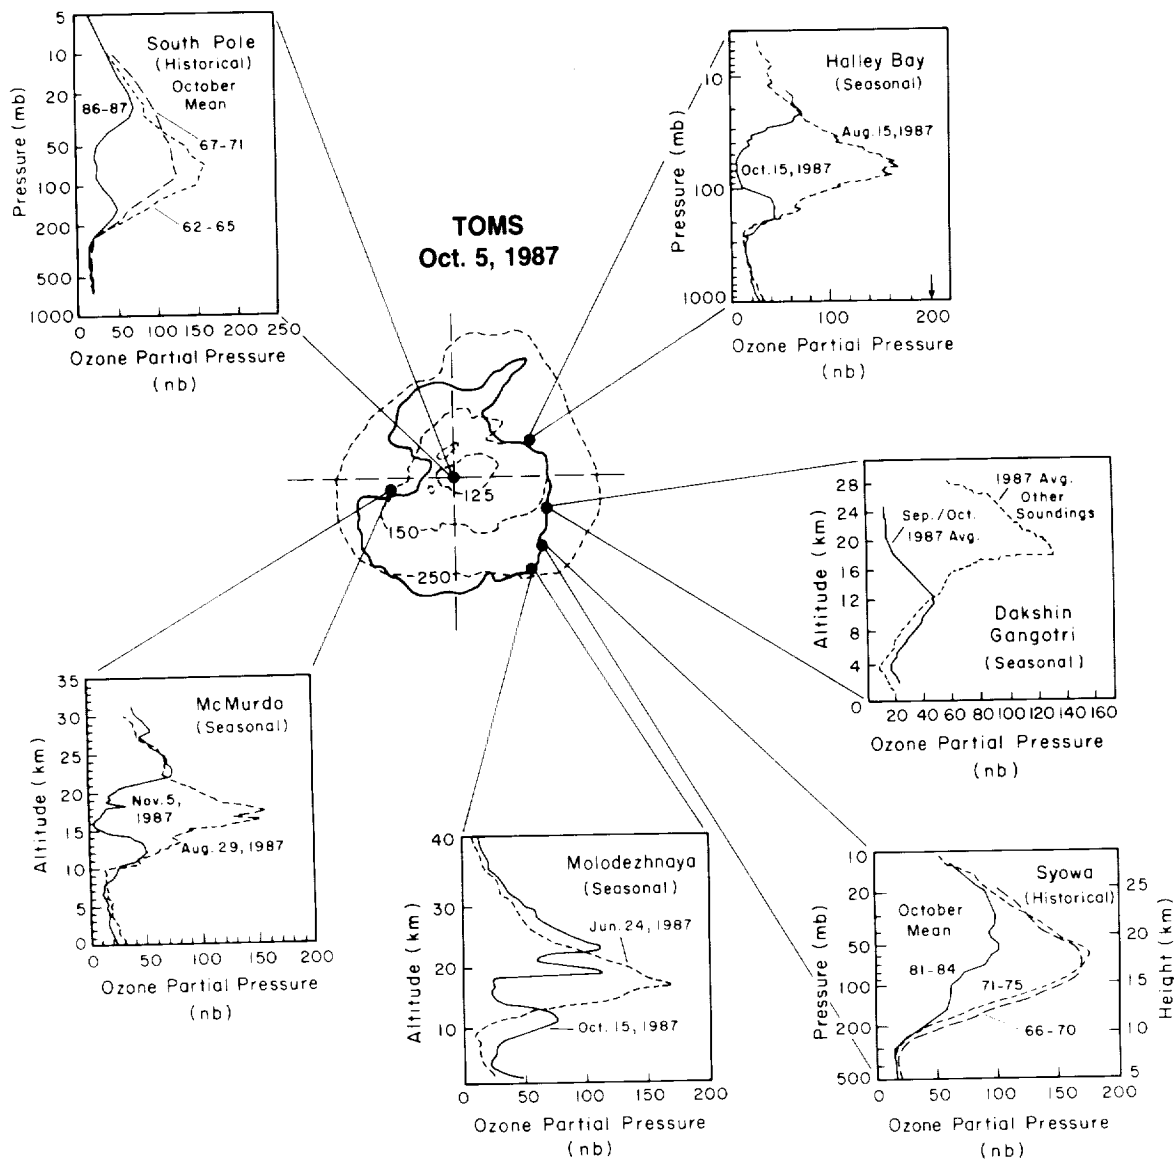 TOMS
Oct. 5, 1987
125
150
250
South Pole
(Historical)
October
Mean
86-87
67-71
62-65
5
10
20
50
100
200
500
1000
Pressure (mb)
0 50 100 150 200 250
Ozone Partial Pressure
(nb)
Halley Bay
(Seasonal)
Aug. 15, 1987
Oct. 15, 1987
10
100
1000
Pressure (mb)
0 100 200
Ozone Partial Pressure
(nb)
1987 Avg.
Other
Soundings
Sep./Oct.
1987 Avg.
Dakshin
Gangotri
(Seasonal)
28
24
20
16
12
8
4
0
Altitude (km)
20 40 60 80 100 120 140 160
Ozone Partial Pressure
(nb)
McMurdo
(Seasonal)
Nov. 5,
1987
Aug. 29, 1987
35
30
25
20
15
10
5
0
Altitude (km)
0 50 100 150 200
Ozone Partial Pressure
(nb)
Molodezhnaya
(Seasonal)
Jun. 24, 1987
Oct. 15, 1987
40
30
20
10
Altitude (km)
0 50 100 150 200
Ozone Partial Pressure
(nb)
Syowa
(Historical)
October
Mean
81-84
71-75
66-70
10
20
50
100
200
500
Pressure (mb)
25
20
15
10
5
Height (km)
0 50 100 150 200
Ozone Partial Pressure
(nb)